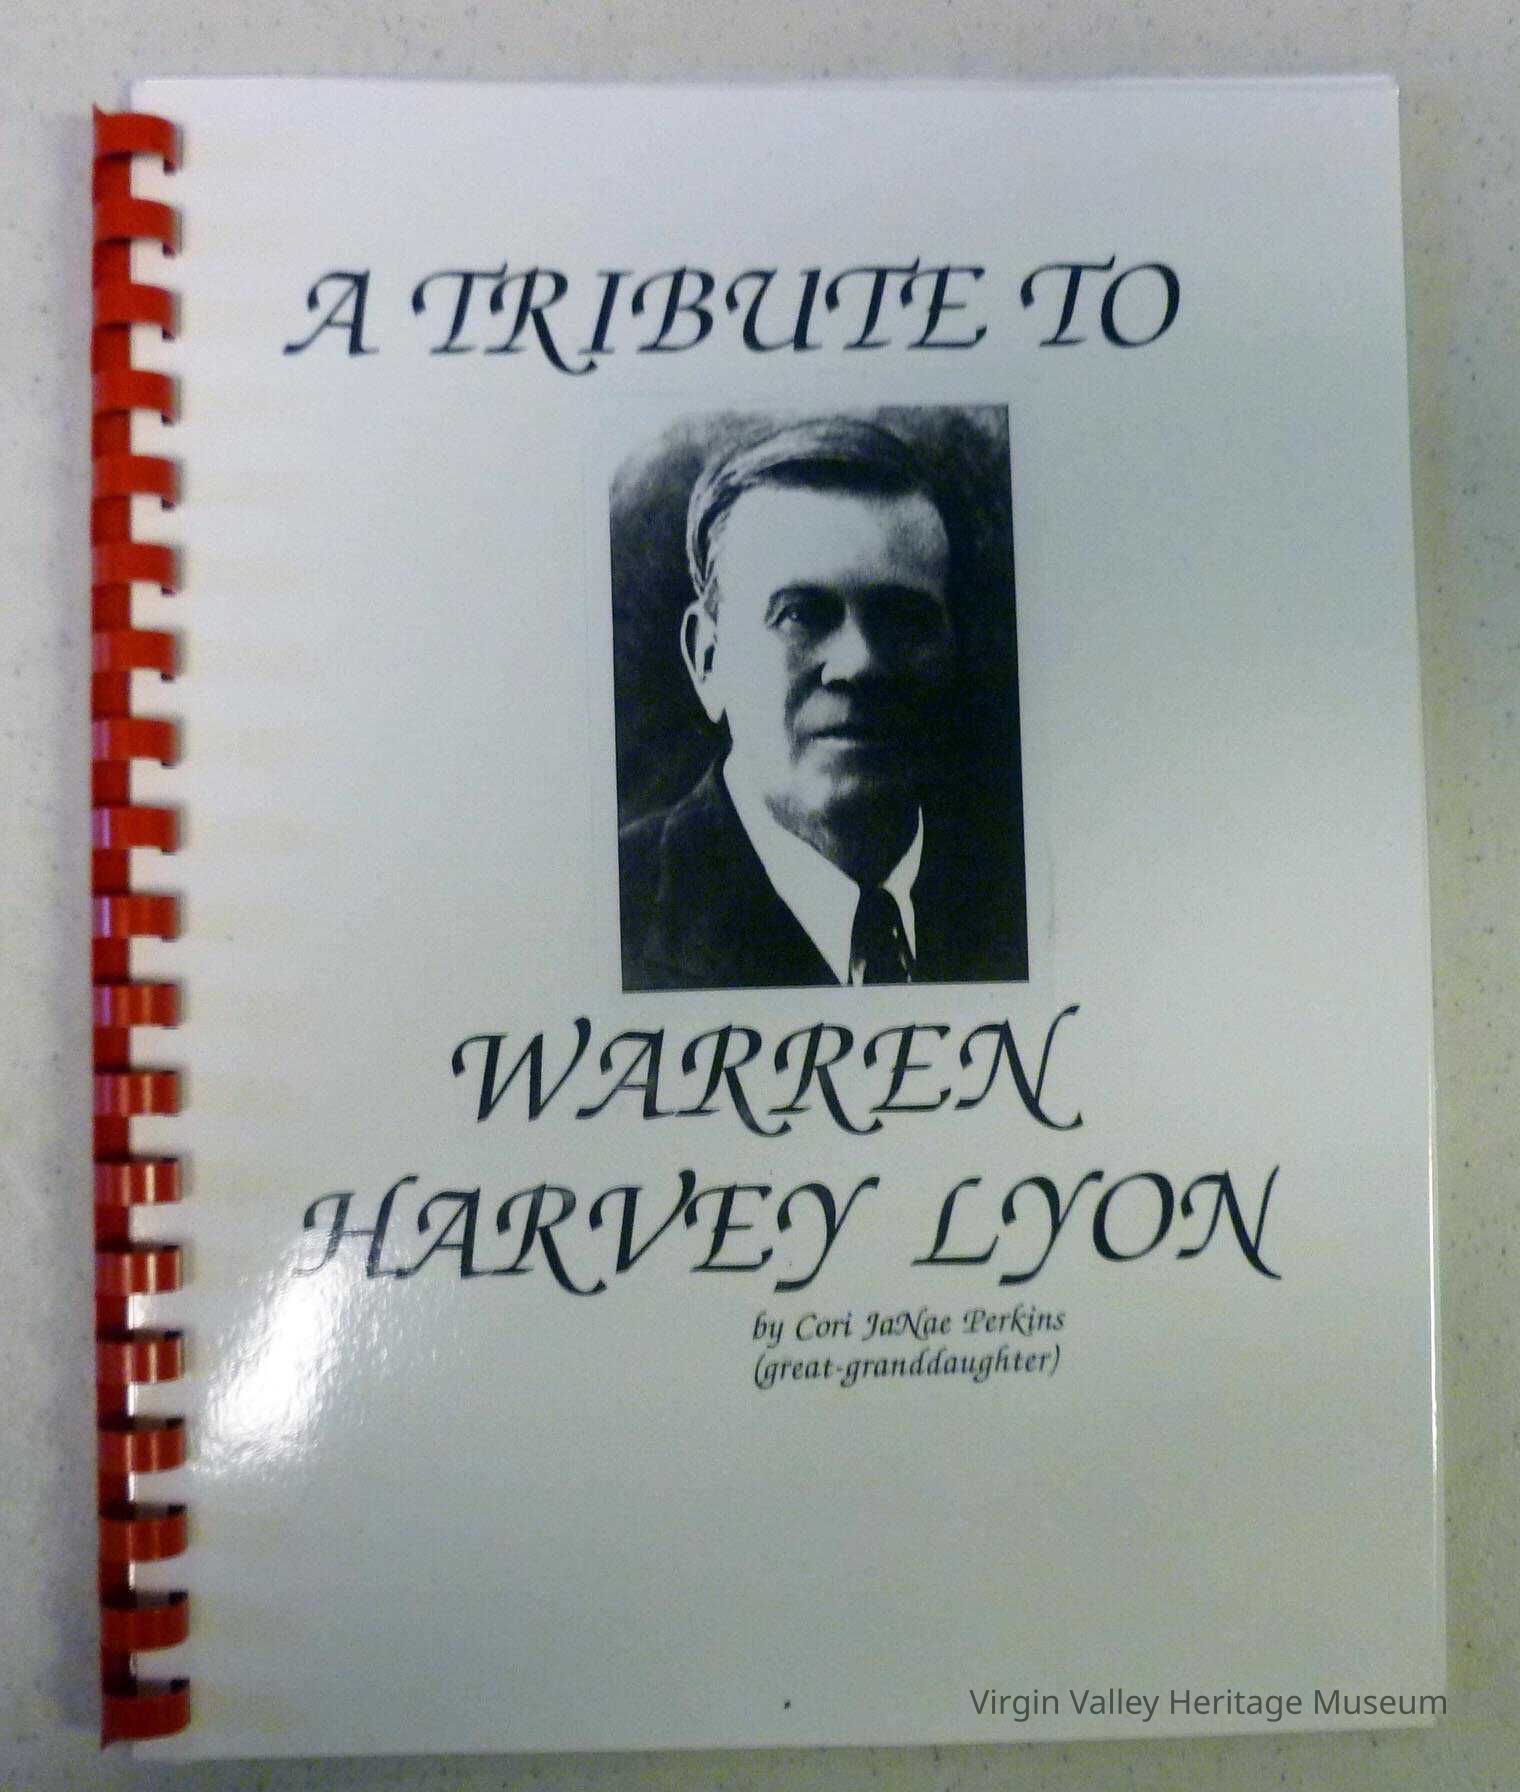 A TRIBUTE TO
WARREN
HARVEY LYON
by Cori JaNae Perkins
(great-granddaughter)
Virgin Valley Heritage Museum